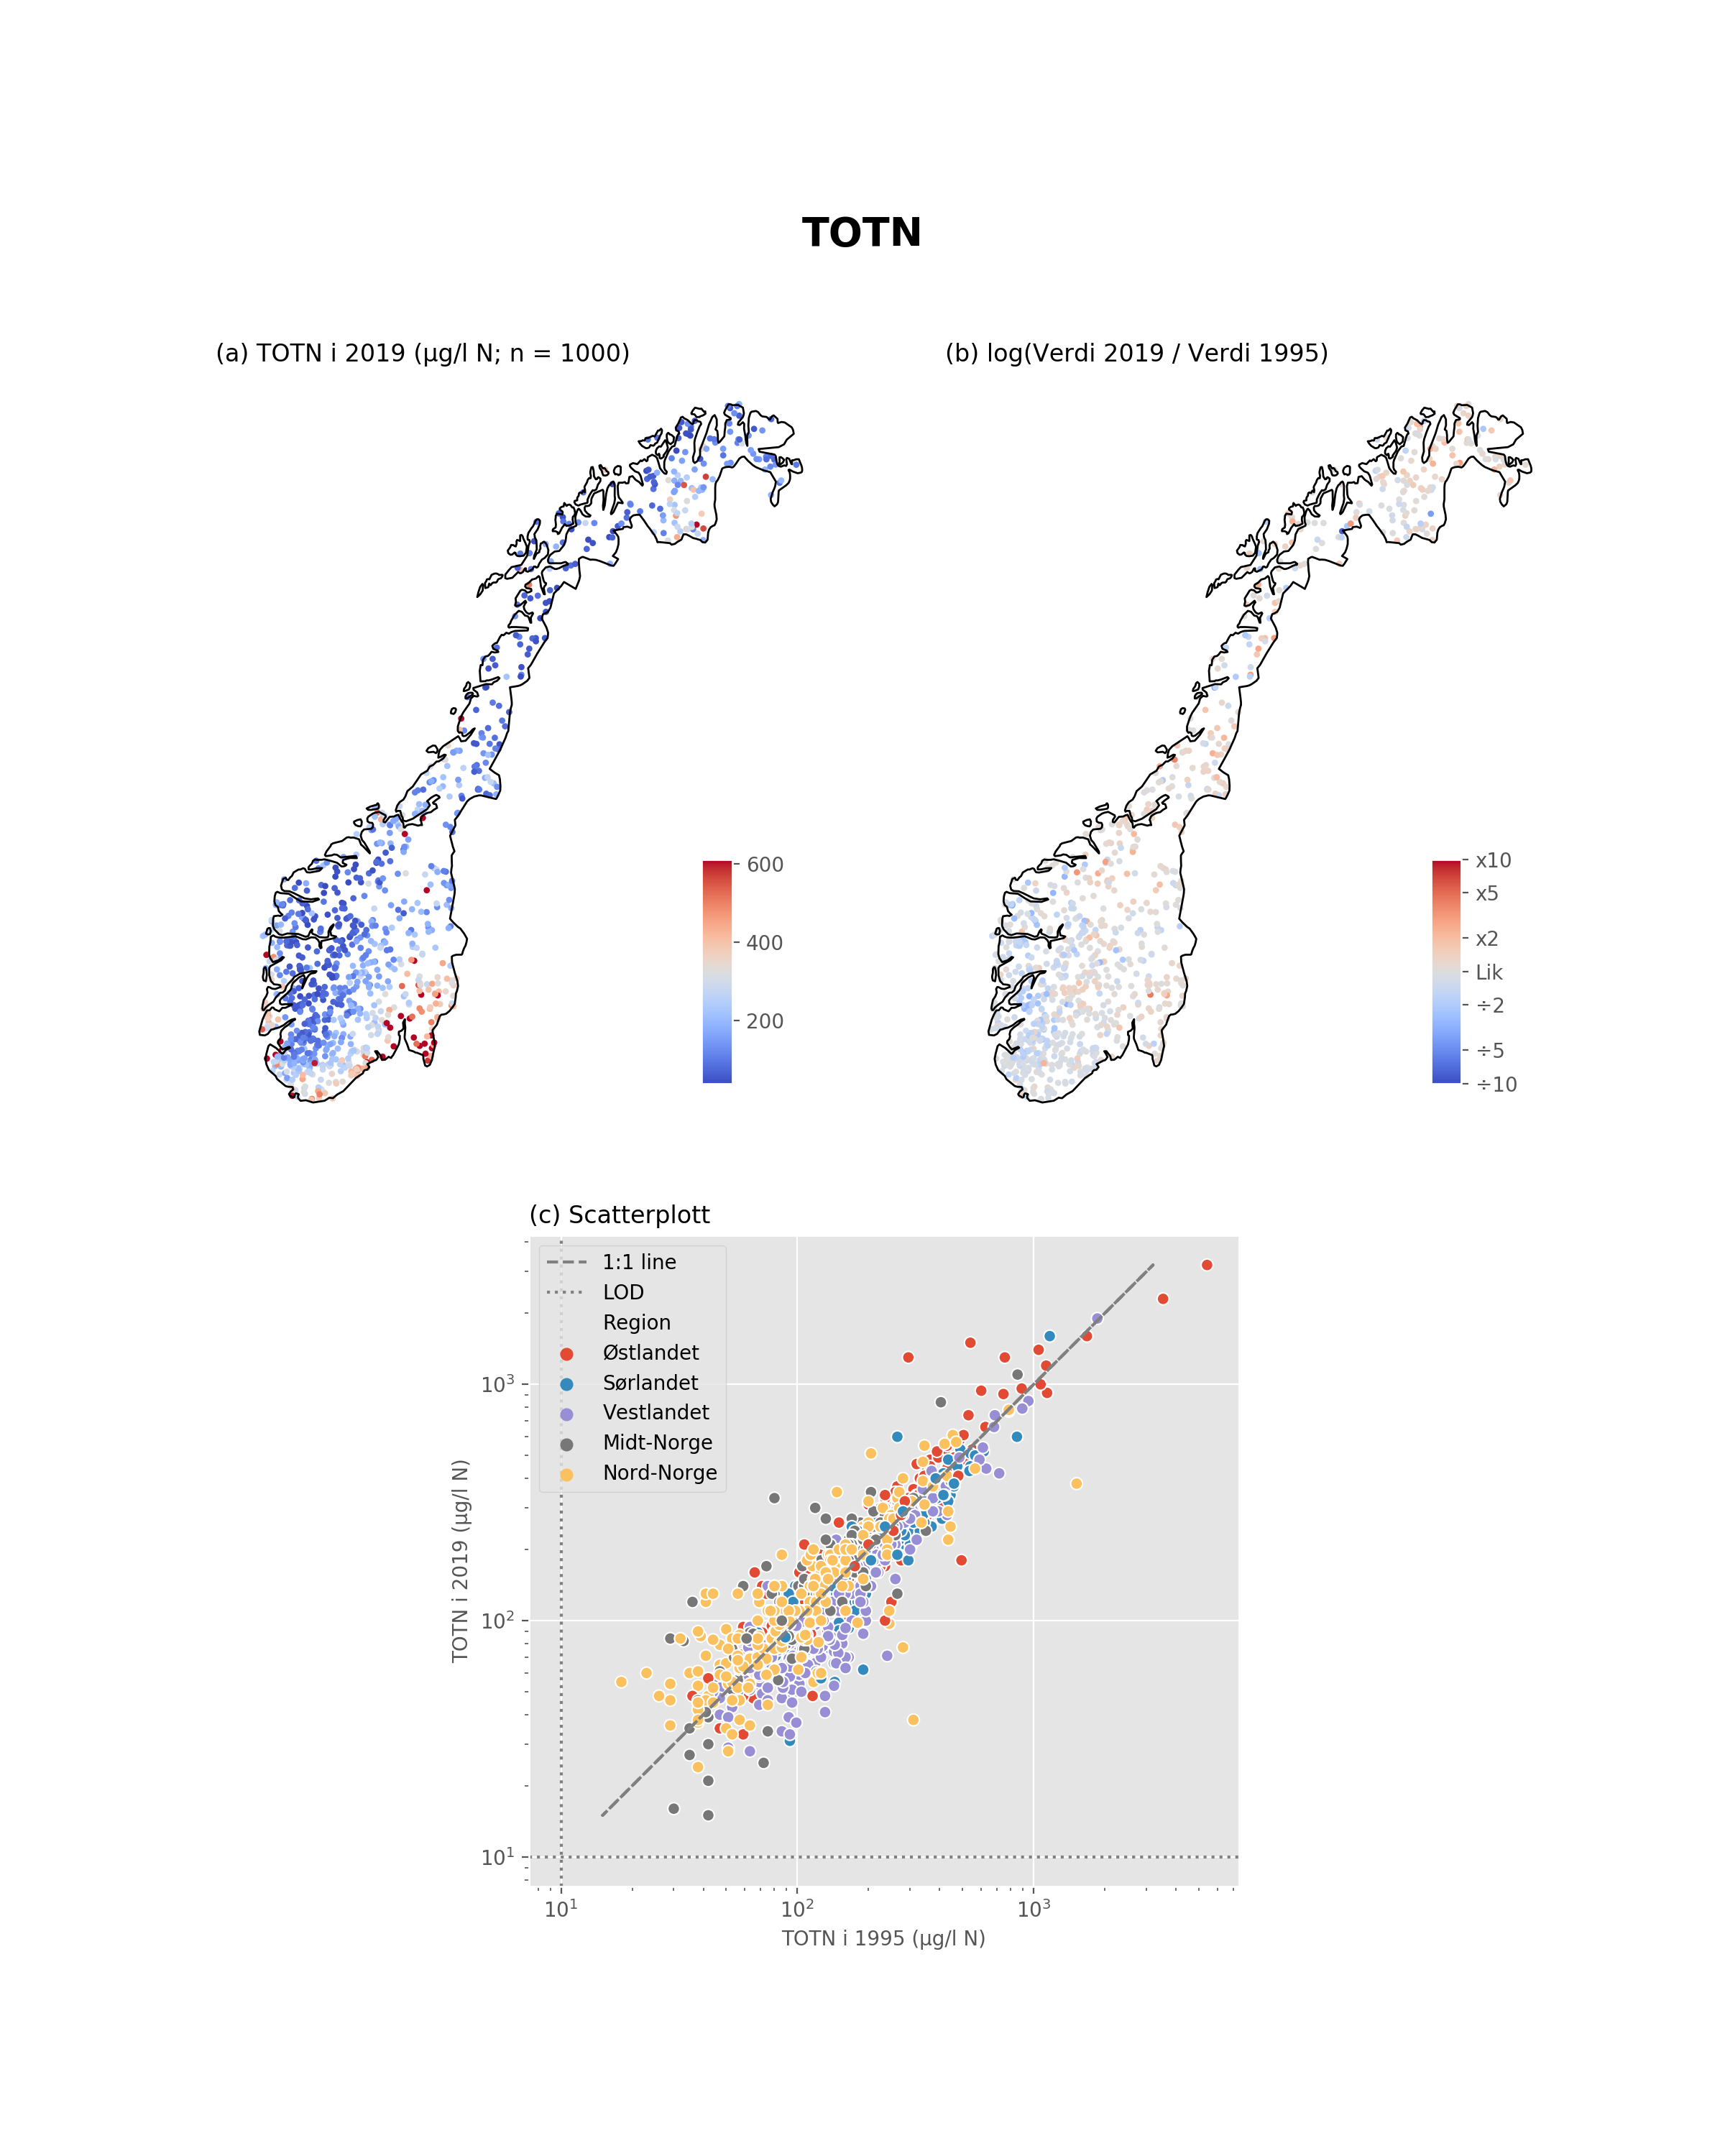 TOTN
(a) TOTN i 2019 (µg/l N; n = 1000)
(b) log(Verdi 2019 / Verdi 1995)
600
400
200
x10
x5
x2
Lik
÷2
÷5
÷10
(c) Scatterplott
1:1 line
LOD
Region
Østlandet
Sørlandet
Vestlandet
Midt-Norge
Nord-Norge
10³
10²
10¹
TOTN i 2019 (µg/l N)
10¹ 10² 10³
TOTN i 1995 (µg/l N)